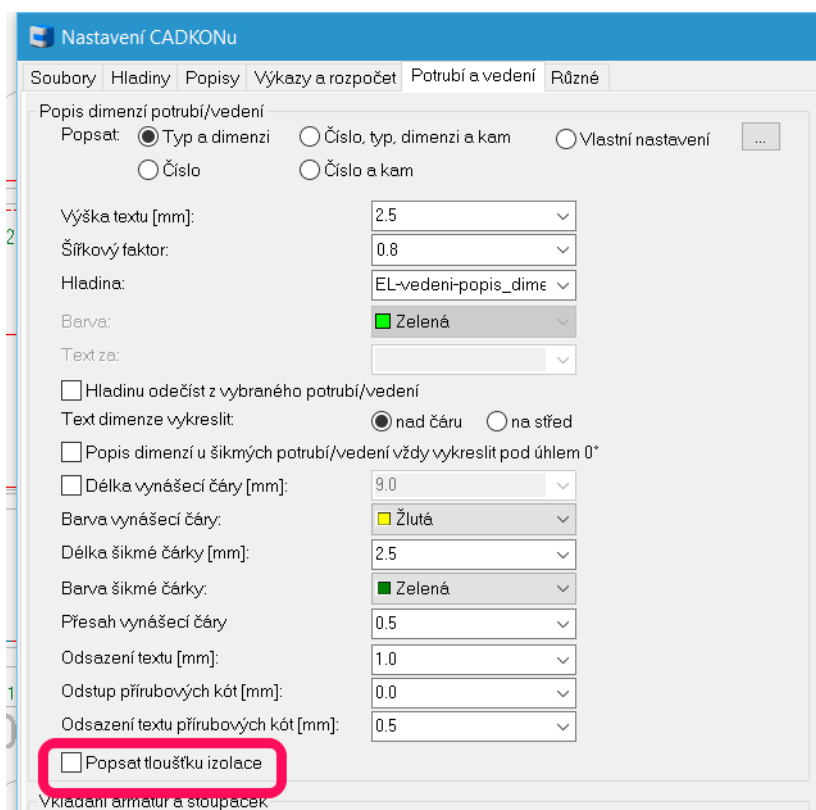 Nastavení CADKONu
Soubory Hladiny Popisy Výkazy a rozpočet Potrubí a vedení Různé
Popis dimenzí potrubí/vedení
Popsat: Typ a dimenzi Číslo, typ, dimenzi a kam Vlastní nastavení ...
Číslo Číslo a kam
Výška textu [mm]: 2.5
2
Šířkový faktor: 0.8
Hladina: EL-vedeni-popis_dime
Barva: Zelená
Text za:
Hladinu odečíst z vybraného potrubí/vedení
Text dimenze vykreslit: nad čáru na střed
Popis dimenzí u šikmých potrubí/vedení vždy vykreslit pod úhlem 0°
Délka vynášecí čáry [mm]: 9.0
Barva vynášecí čáry: Žlutá
Délka šikmé čárky [mm]: 2.5
Barva šikmé čárky: Zelená
Přesah vynášecí čáry 0.5
Odsazení textu [mm]: 1.0
1 Odstup přírubových kót [mm]: 0.0
Odsazení textu přírubových kót [mm]: 0.5
Popsat tloušťku izolace
Vkládání armatur a stoupaček